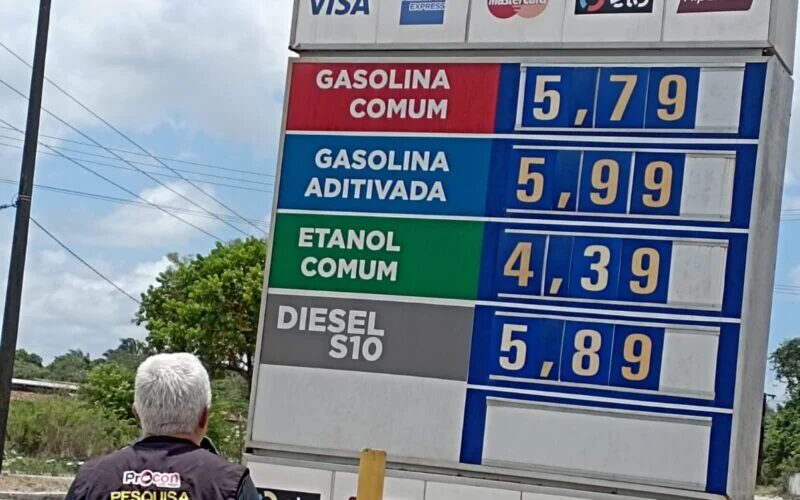 VISA
EXPRESS
MasterCard
elo
GASOLINA
COMUM
5,79
GASOLINA
ADITIVADA
5,99
ETANOL
COMUM
4,39
DIESEL
S10
5,89
Procon
PESQUISA